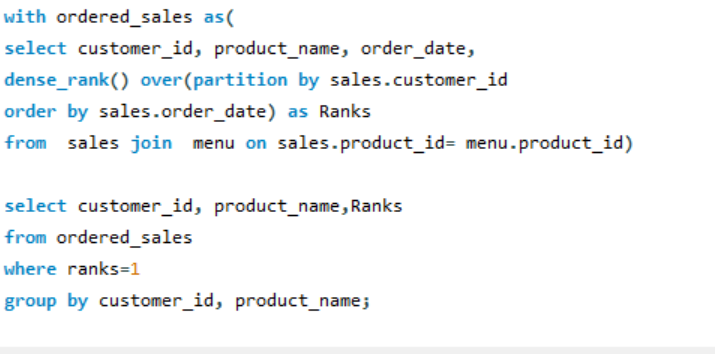 with ordered_sales as(
select customer_id, product_name, order_date,
dense_rank() over(partition by sales.customer_id
order by sales.order_date) as Ranks
from  sales join  menu on sales.product_id= menu.product_id)
select customer_id, product_name,Ranks
from ordered_sales
where ranks=1
group by customer_id, product_name;